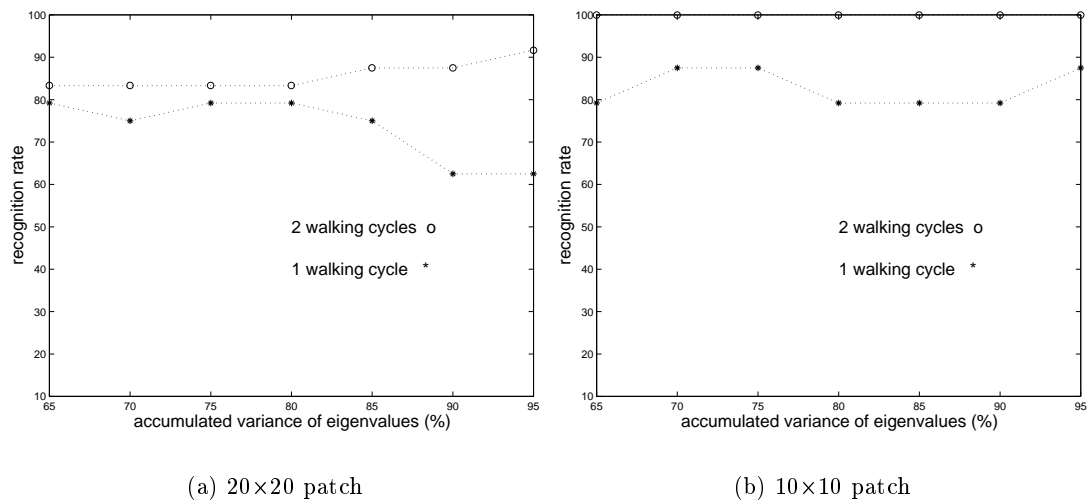 100
90
80
70
60
50
40
30
20
10
recognition rate
2 walking cycles o
1 walking cycle *
65 70 75 80 85 90 95
accumulated variance of eigenvalues (%)
(a) 20×20 patch
100
90
80
70
60
50
40
30
20
10
recognition rate
2 walking cycles o
1 walking cycle *
65 70 75 80 85 90 95
accumulated variance of eigenvalues (%)
(b) 10×10 patch